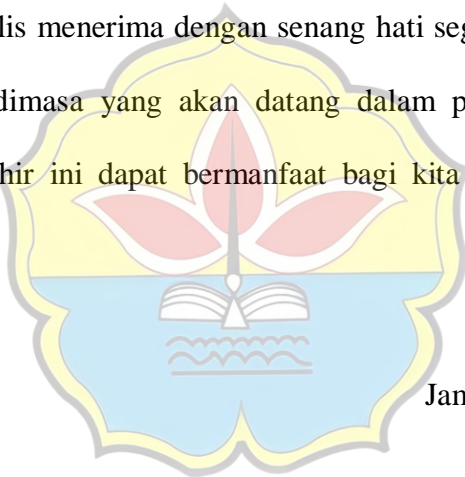 lis menerima dengan senang hati seg
dimasa yang akan datang dalam p
hir ini dapat bermanfaat bagi kita
Jan